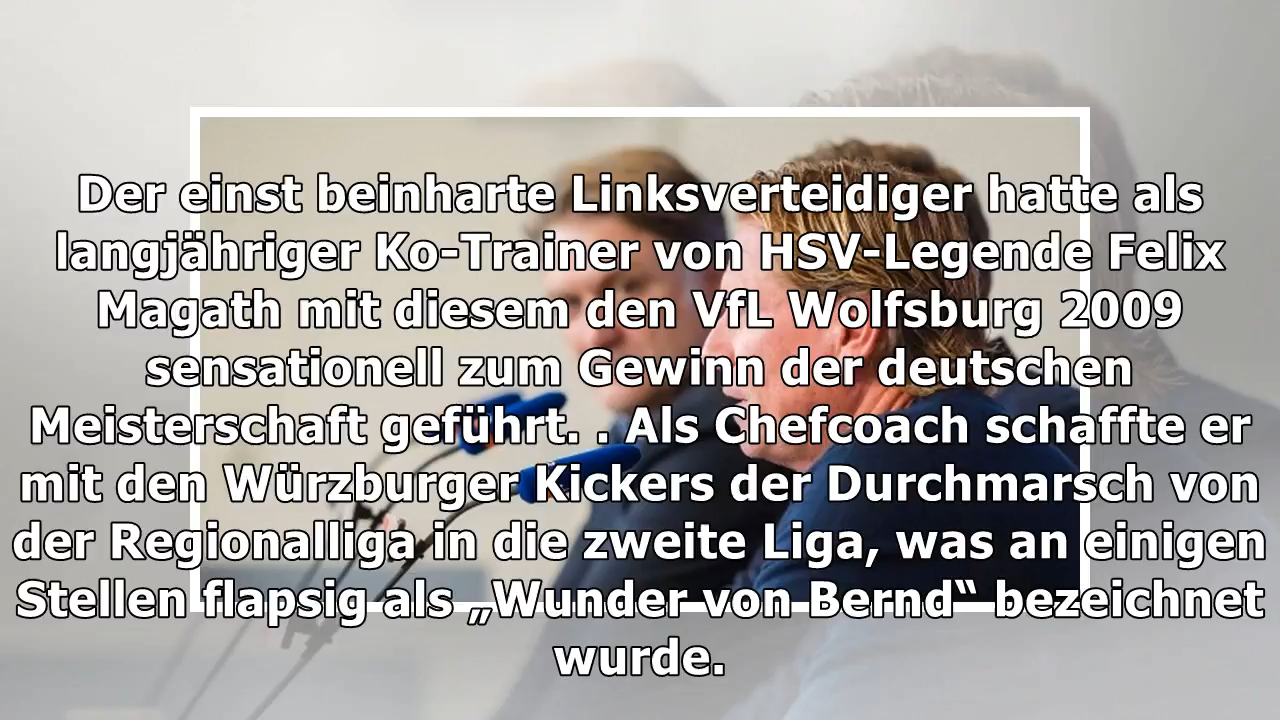 Der einst beinharte Linksverteidiger hatte als
langjähriger Ko-Trainer von HSV-Legende Felix
Magath mit diesem den VfL Wolfsburg 2009
sensationell zum Gewinn der deutschen
Meisterschaft geführt. . Als Chefcoach schaffte er
mit den Würzburger Kickers der Durchmarsch von
der Regionalliga in die zweite Liga, was an einigen
Stellen flapsig als „Wunder von Bernd“ bezeichnet
wurde.